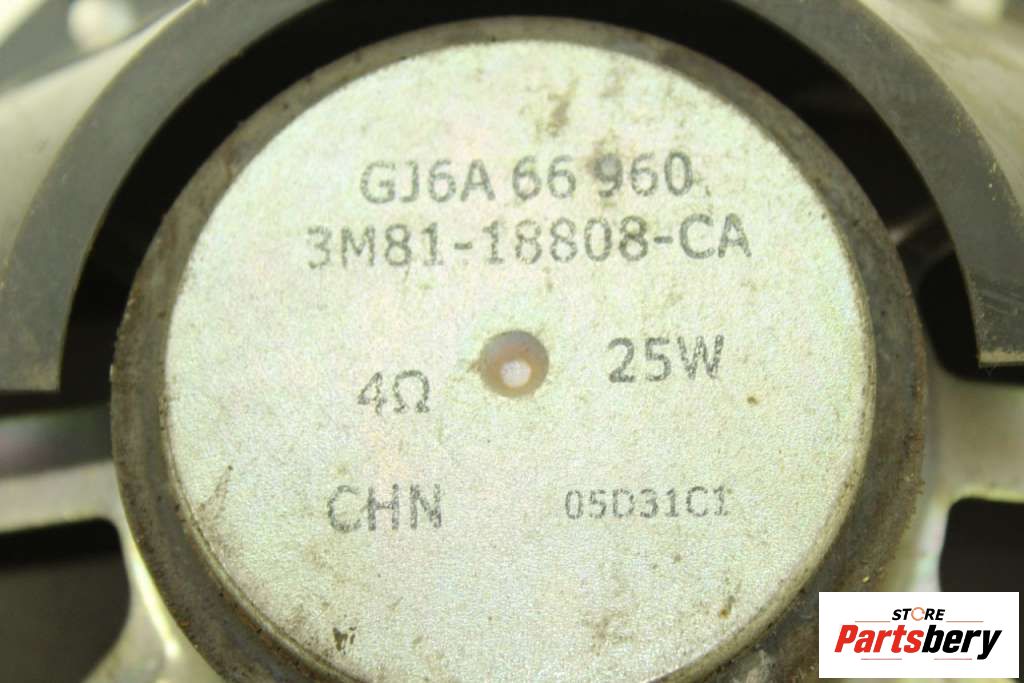 GJ6A 66 960
3M81-18808-CA
4Ω 25W
CHN 05D31C1
STORE
Partsbery